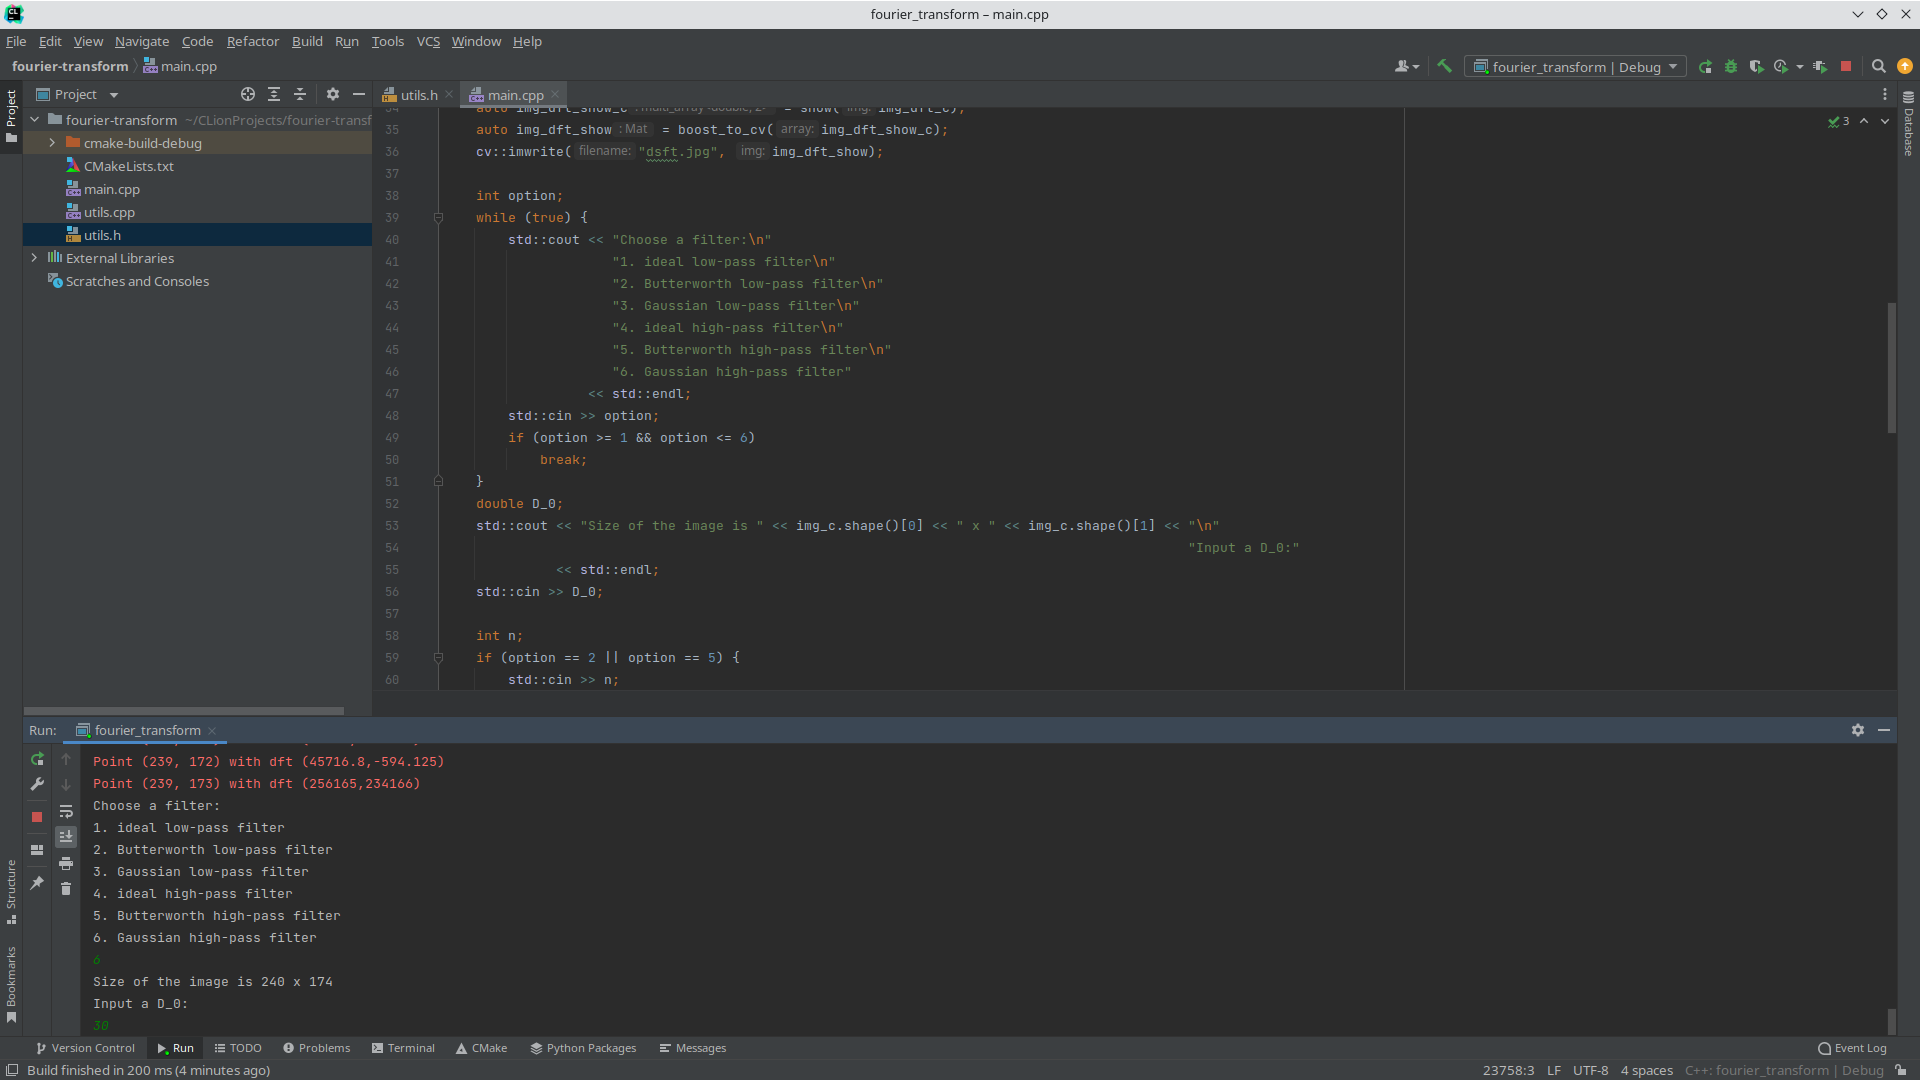 fourier_transform – main.cpp
File Edit View Navigate Code Refactor Build Run Tools VCS Window Help
fourier-transform main.cpp
fourier_transform | Debug
Project
Project
fourier-transform ~/CLionProjects/fourier-transf
cmake-build-debug
CMakeLists.txt
main.cpp
utils.cpp
utils.h
External Libraries
Scratches and Consoles
Structure
Bookmarks
Database
utils.h main.cpp
3
34 auto img_dft_show_c : multi_array<double, 2> = show( img: img_dft_c);
35 auto img_dft_show : Mat = boost_to_cv( array: img_dft_show_c);
36 cv::imwrite( filename: "dsft.jpg", img: img_dft_show);
37
38 int option;
39 while (true) {
40 std::cout << "Choose a filter:\n"
41 "1. ideal low-pass filter\n"
42 "2. Butterworth low-pass filter\n"
43 "3. Gaussian low-pass filter\n"
44 "4. ideal high-pass filter\n"
45 "5. Butterworth high-pass filter\n"
46 "6. Gaussian high-pass filter"
47 << std::endl;
48 std::cin >> option;
49 if (option >= 1 && option <= 6)
50 break;
51 }
52 double D_0;
53 std::cout << "Size of the image is " << img_c.shape()[0] << " x " << img_c.shape()[1] << "\n"
54 "Input a D_0:"
55 << std::endl;
56 std::cin >> D_0;
57
58 int n;
59 if (option == 2 || option == 5) {
60 std::cin >> n;
Run: fourier_transform
Point (239, 172) with dft (45716.8,-594.125)
Point (239, 173) with dft (256165,234166)
Choose a filter:
1. ideal low-pass filter
2. Butterworth low-pass filter
3. Gaussian low-pass filter
4. ideal high-pass filter
5. Butterworth high-pass filter
6. Gaussian high-pass filter
6
Size of the image is 240 x 174
Input a D_0:
30
Version Control Run TODO Problems Terminal CMake Python Packages Messages Event Log
Build finished in 200 ms (4 minutes ago) 23758:3 LF UTF-8 4 spaces C++: fourier_transform | Debug